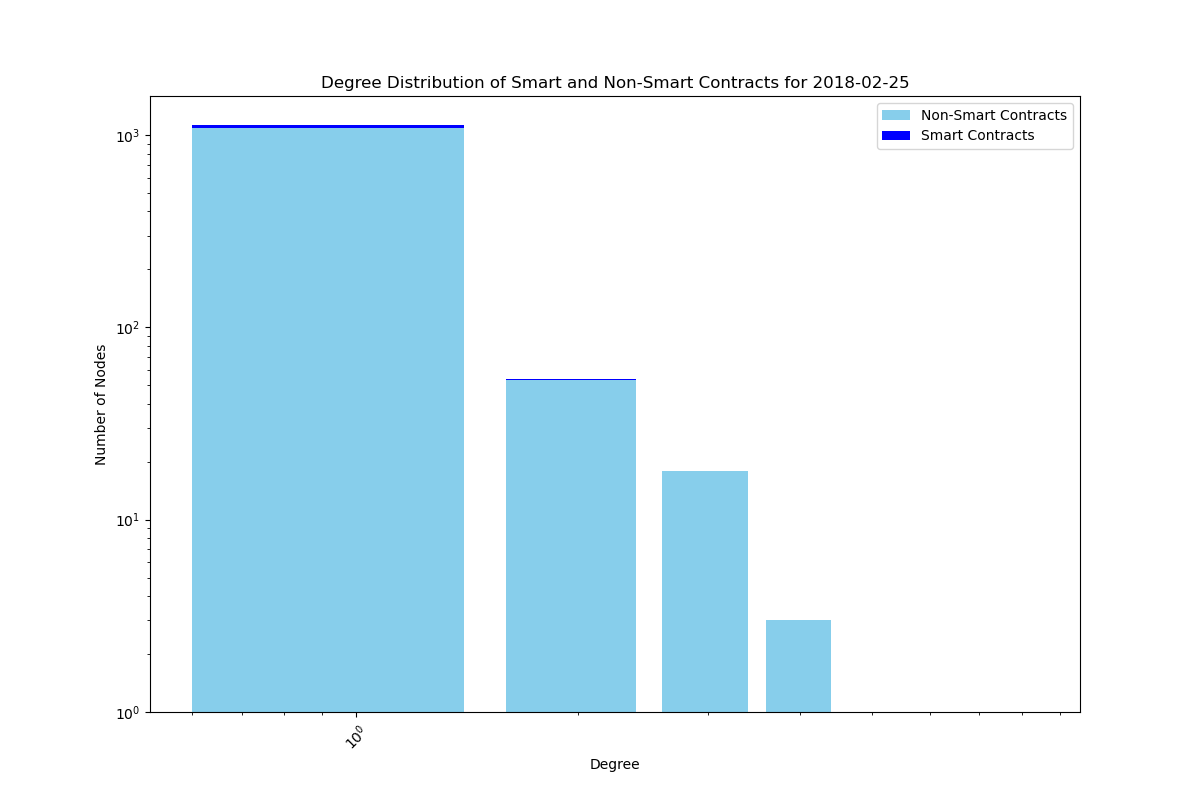 Degree Distribution of Smart and Non-Smart Contracts for 2018-02-25
Non-Smart Contracts
Smart Contracts
Number of Nodes
10³
10²
10¹
10⁰
10⁰
Degree